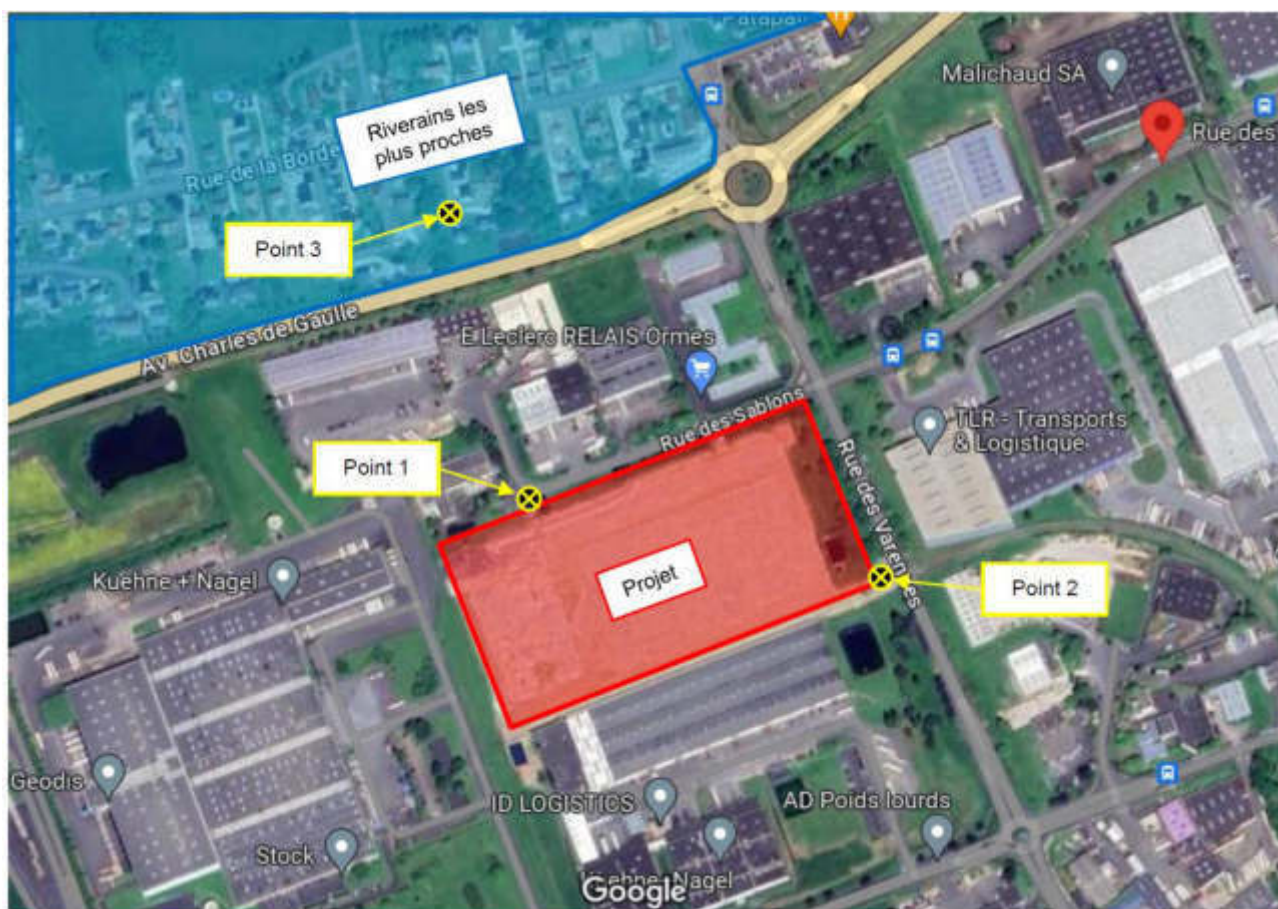 Patapai
Malichaud SA
Riverains les
plus proches
Rue des
Rue de la Borde
Point 3
Av. Charles de Gaulle
E.Leclerc RELAIS Ormes
Rue des Sablons
TLR - Transports
& Logistique
Point 1
Rue des Varennes
Kuehne + Nagel
Projet
Point 2
Geodis
ID LOGISTICS
AD Poids lourds
Stock
Kuehne+Nagel
Google